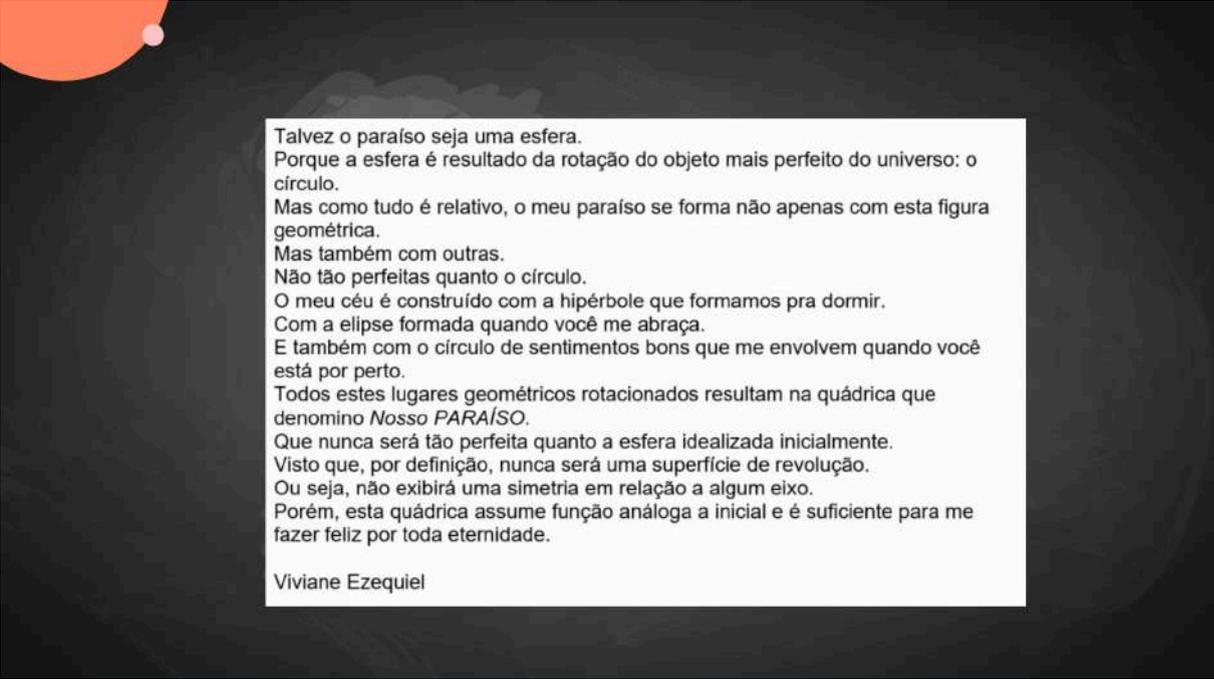 Talvez o paraíso seja uma esfera.
Porque a esfera é resultado da rotação do objeto mais perfeito do universo: o
círculo.
Mas como tudo é relativo, o meu paraíso se forma não apenas com esta figura
geométrica.
Mas também com outras.
Não tão perfeitas quanto o círculo.
O meu céu é construído com a hipérbole que formamos pra dormir.
Com a elipse formada quando você me abraça.
E também com o círculo de sentimentos bons que me envolvem quando você
está por perto.
Todos estes lugares geométricos rotacionados resultam na quádrica que
denomino Nosso PARAÍSO.
Que nunca será tão perfeita quanto a esfera idealizada inicialmente.
Visto que, por definição, nunca será uma superfície de revolução.
Ou seja, não exibirá uma simetria em relação a algum eixo.
Porém, esta quádrica assume função análoga a inicial e é suficiente para me
fazer feliz por toda eternidade.
Viviane Ezequiel